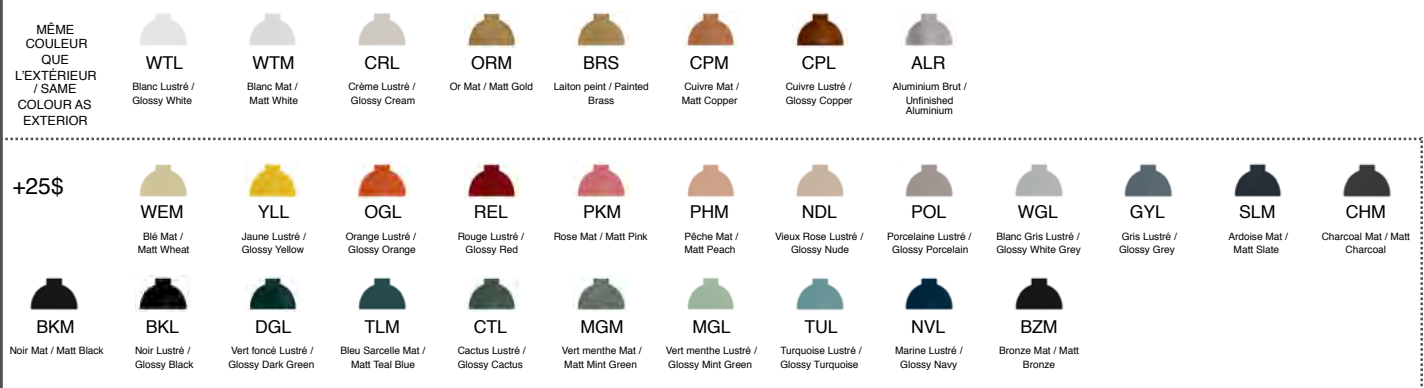 MÊME
COULEUR
QUE
L'EXTÉRIEUR
/ SAME
COLOUR AS
EXTERIOR
WTL
Blanc Lustré /
Glossy White
WTM
Blanc Mat /
Matt White
CRL
Crème Lustré /
Glossy Cream
ORM
Or Mat / Matt Gold
BRS
Laiton peint / Painted
Brass
CPM
Cuivre Mat /
Matt Copper
CPL
Cuivre Lustré /
Glossy Copper
ALR
Aluminium Brut /
Unfinished
Aluminium
+25$
WEM
Blé Mat /
Matt Wheat
YLL
Jaune Lustré /
Glossy Yellow
OGL
Orange Lustré /
Glossy Orange
REL
Rouge Lustré /
Glossy Red
PKM
Rose Mat / Matt Pink
PHM
Pêche Mat /
Matt Peach
NDL
Vieux Rose Lustré /
Glossy Nude
POL
Porcelaine Lustré /
Glossy Porcelain
WGL
Blanc Gris Lustré /
Glossy White Grey
GYL
Gris Lustré /
Glossy Grey
SLM
Ardoise Mat /
Matt Slate
CHM
Charcoal Mat / Matt
Charcoal
BKM
Noir Mat / Matt Black
BKL
Noir Lustré /
Glossy Black
DGL
Vert foncé Lustré /
Glossy Dark Green
TLM
Bleu Sarcelle Mat /
Matt Teal Blue
CTL
Cactus Lustré /
Glossy Cactus
MGM
Vert menthe Mat /
Matt Mint Green
MGL
Vert menthe Lustré /
Glossy Mint Green
TUL
Turquoise Lustré /
Glossy Turquoise
NVL
Marine Lustré /
Glossy Navy
BZM
Bronze Mat / Matt
Bronze